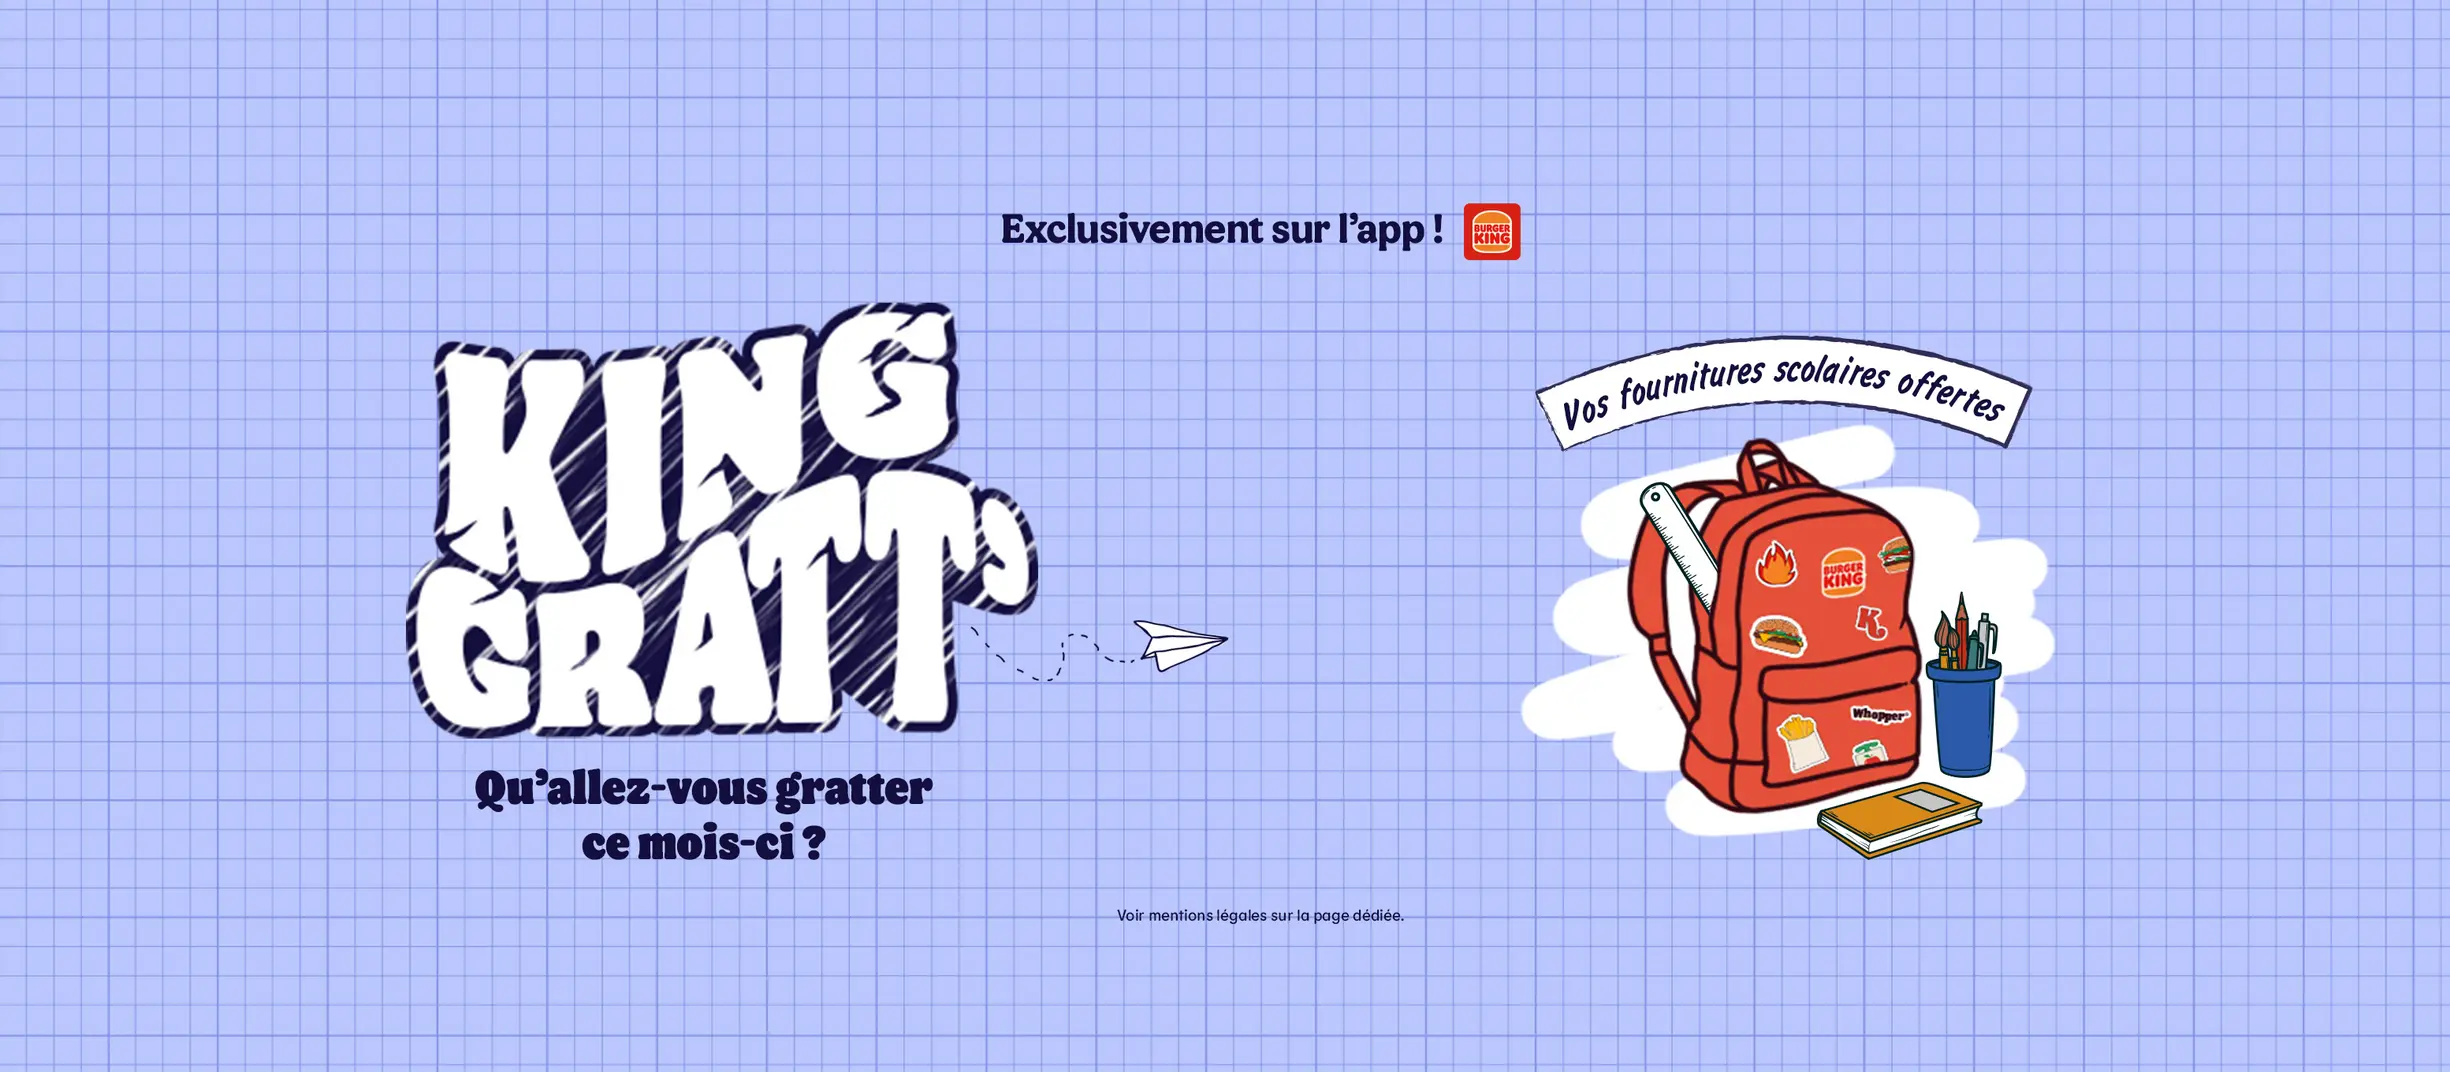 Exclusivement sur l’app !
BURGER
KING
KING
GRATT’
Qu’allez-vous gratter
ce mois-ci ?
Vos fournitures scolaires offertes
BURGER
KING
K
Whopper
Voir mentions légales sur la page dédiée.